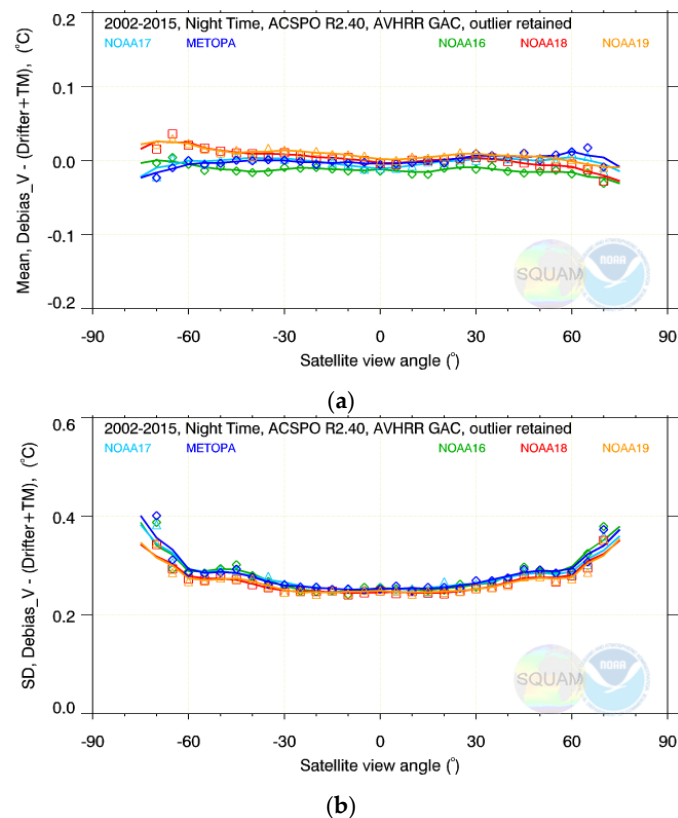 2002-2015, Night Time, ACSPO R2.40, AVHRR GAC, outlier retained
NOAA17 METOPA NOAA16 NOAA18 NOAA19
Mean, Debias_V - (Drifter+TM), (°C)
0.2
0.1
0.0
-0.1
-0.2
SQUAM NOAA
-90 -60 -30 0 30 60 90
Satellite view angle (°)
(a)
2002-2015, Night Time, ACSPO R2.40, AVHRR GAC, outlier retained
NOAA17 METOPA NOAA16 NOAA18 NOAA19
SD, Debias_V - (Drifter+TM), (°C)
0.6
0.4
0.2
0.0
SQUAM NOAA
-90 -60 -30 0 30 60 90
Satellite view angle (°)
(b)